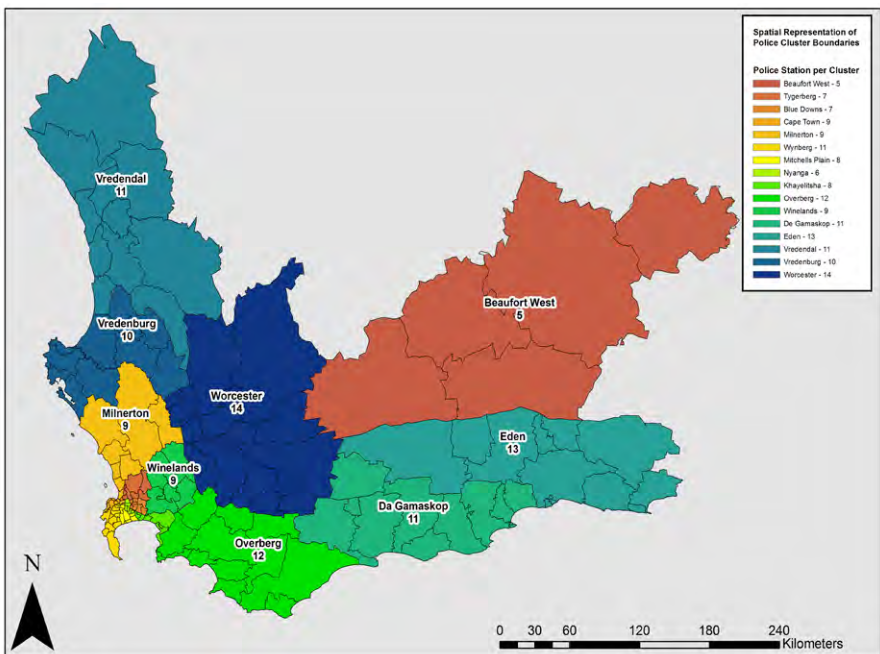 Spatial Representation of
Police Cluster Boundaries
Police Station per Cluster
Beaufort West - 5
Tygerberg - 7
Blue Downs - 7
Cape Town - 9
Milnerton - 9
Wynberg - 11
Mitchells Plain - 8
Nyanga - 6
Khayelitsha - 8
Overberg - 12
Winelands - 9
De Gamaskop - 11
Eden - 13
Vredendal - 11
Vredenburg - 10
Worcester - 14
Vredendal
11
Beaufort West
5
Vredenburg
10
Worcester
14
Milnerton
9
Eden
13
Winelands
9
Da Gamaskop
11
Overberg
12
N
0 30 60 120 180 240
Kilometers